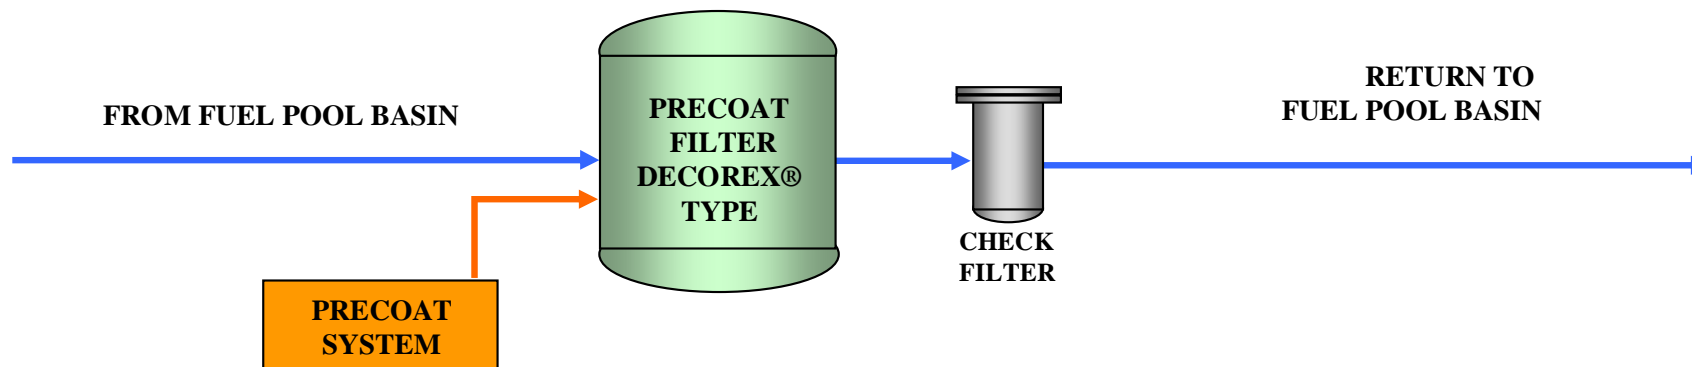 FROM FUEL POOL BASIN
PRECOAT
FILTER
DECOREX®
TYPE
PRECOAT
SYSTEM
CHECK
FILTER
RETURN TO
FUEL POOL BASIN